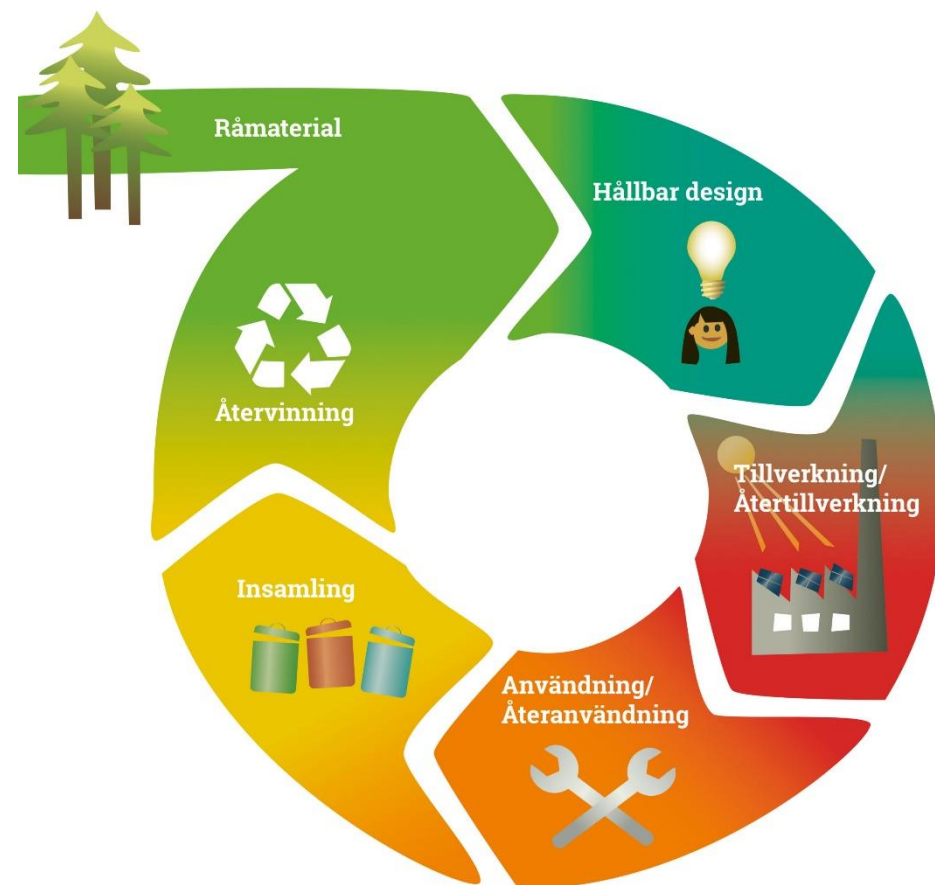 Råmaterial
Hållbar design
Tillverkning/
Återtillverkning
Användning/
Återanvändning
Insamling
Återvinning